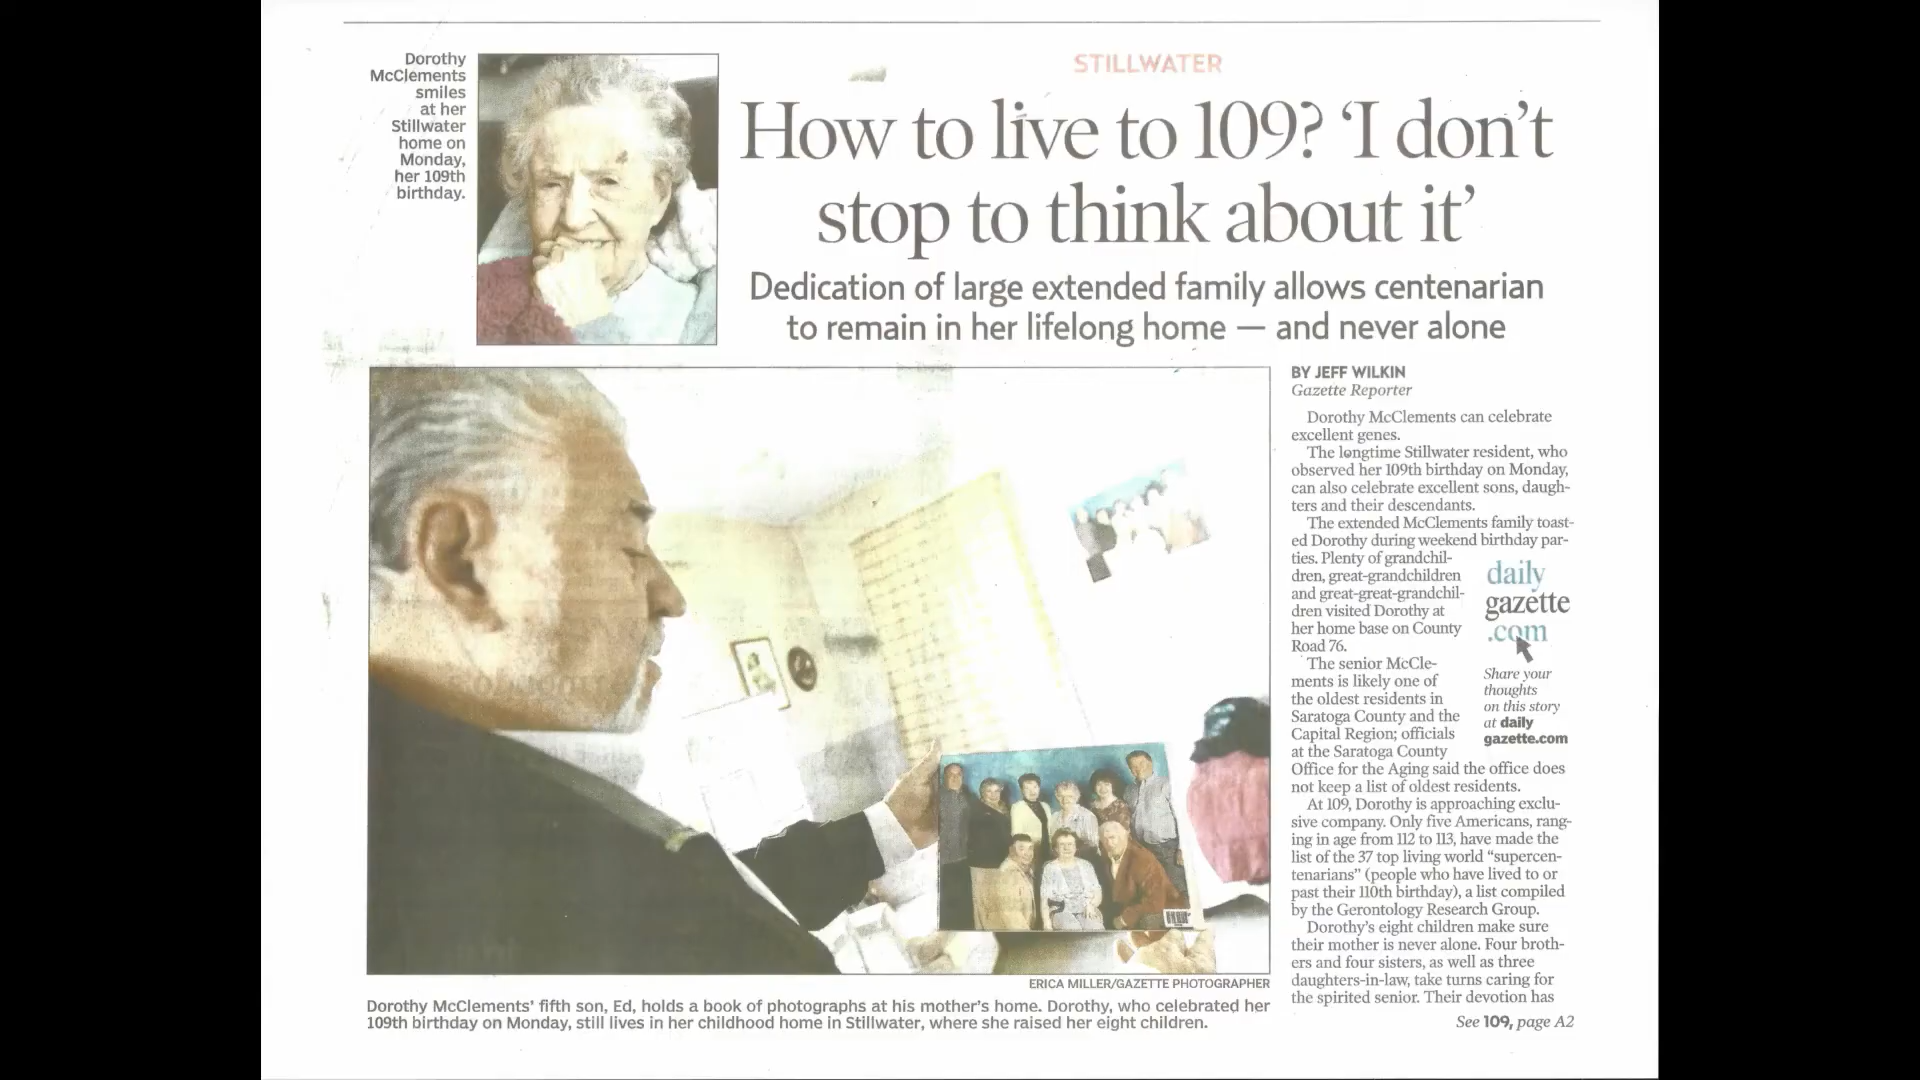 Dorothy
McClements
smiles
at her
Stillwater
home on
Monday,
her 109th
birthday.
STILLWATER
How to live to 109? ‘I don’t
stop to think about it’
Dedication of large extended family allows centenarian
to remain in her lifelong home — and never alone
BY JEFF WILKIN
Gazette Reporter
Dorothy McClements can celebrate
excellent genes.
The longtime Stillwater resident, who
observed her 109th birthday on Monday,
can also celebrate excellent sons, daugh-
ters and their descendants.
The extended McClements family toast-
ed Dorothy during weekend birthday par-
ties. Plenty of grandchil-
dren, great-grandchildren
and great-great-grandchil-
dren visited Dorothy at
her home base on County
Road 76.
The senior McCle-
ments is likely one of
the oldest residents in
Saratoga County and the
Capital Region; officials
at the Saratoga County
Office for the Aging said the office does
not keep a list of oldest residents.
At 109, Dorothy is approaching exclu-
sive company. Only five Americans, rang-
ing in age from 112 to 113, have made the
list of the 37 top living world “supercen-
tenarians” (people who have lived to or
past their 110th birthday), a list compiled
by the Gerontology Research Group.
Dorothy’s eight children make sure
their mother is never alone. Four broth-
ers and four sisters, as well as three
daughters-in-law, take turns caring for
the spirited senior. Their devotion has
See 109, page A2
daily
gazette
.com
Share your
thoughts
on this story
at daily
gazette.com
ERICA MILLER/GAZETTE PHOTOGRAPHER
Dorothy McClements’ fifth son, Ed, holds a book of photographs at his mother’s home. Dorothy, who celebrated her
109th birthday on Monday, still lives in her childhood home in Stillwater, where she raised her eight children.